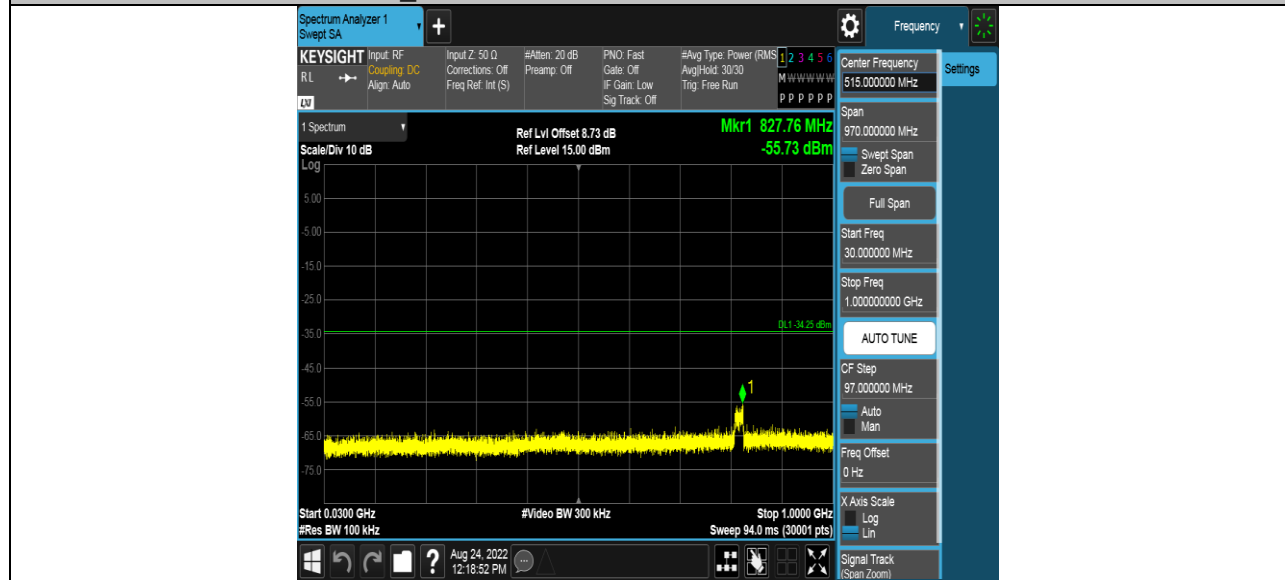 Spectrum Analyzer 1
Swept SA
+
Frequency
KEYSIGHT
RL
LXI
Input: RF
Coupling: DC
Align: Auto
Input Z: 50 Ω
Corrections: Off
Freq Ref: Int (S)
#Atten: 20 dB
Preamp: Off
PNO: Fast
Gate: Off
IF Gain: Low
Sig Track: Off
#Avg Type: Power (RMS
Avg|Hold: 30/30
Trig: Free Run
1 2 3 4 5 6
M W W W W W
P P P P P P
1 Spectrum
Scale/Div 10 dB
Ref Lvl Offset 8.73 dB
Ref Level 15.00 dBm
Mkr1 827.76 MHz
-55.73 dBm
Log
5.00
-5.00
-15.0
-25.0
DL1 -34.25 dBm
-35.0
-45.0
1
-55.0
-65.0
-75.0
Start 0.0300 GHz
#Res BW 100 kHz
#Video BW 300 kHz
Stop 1.0000 GHz
Sweep 94.0 ms (30001 pts)
?
Aug 24, 2022
12:18:52 PM
Center Frequency
515.000000 MHz
Settings
Span
970.000000 MHz
Swept Span
Zero Span
Full Span
Start Freq
30.000000 MHz
Stop Freq
1.000000000 GHz
AUTO TUNE
CF Step
97.000000 MHz
Auto
Man
Freq Offset
0 Hz
X Axis Scale
Log
Lin
Signal Track
(Span Zoom)